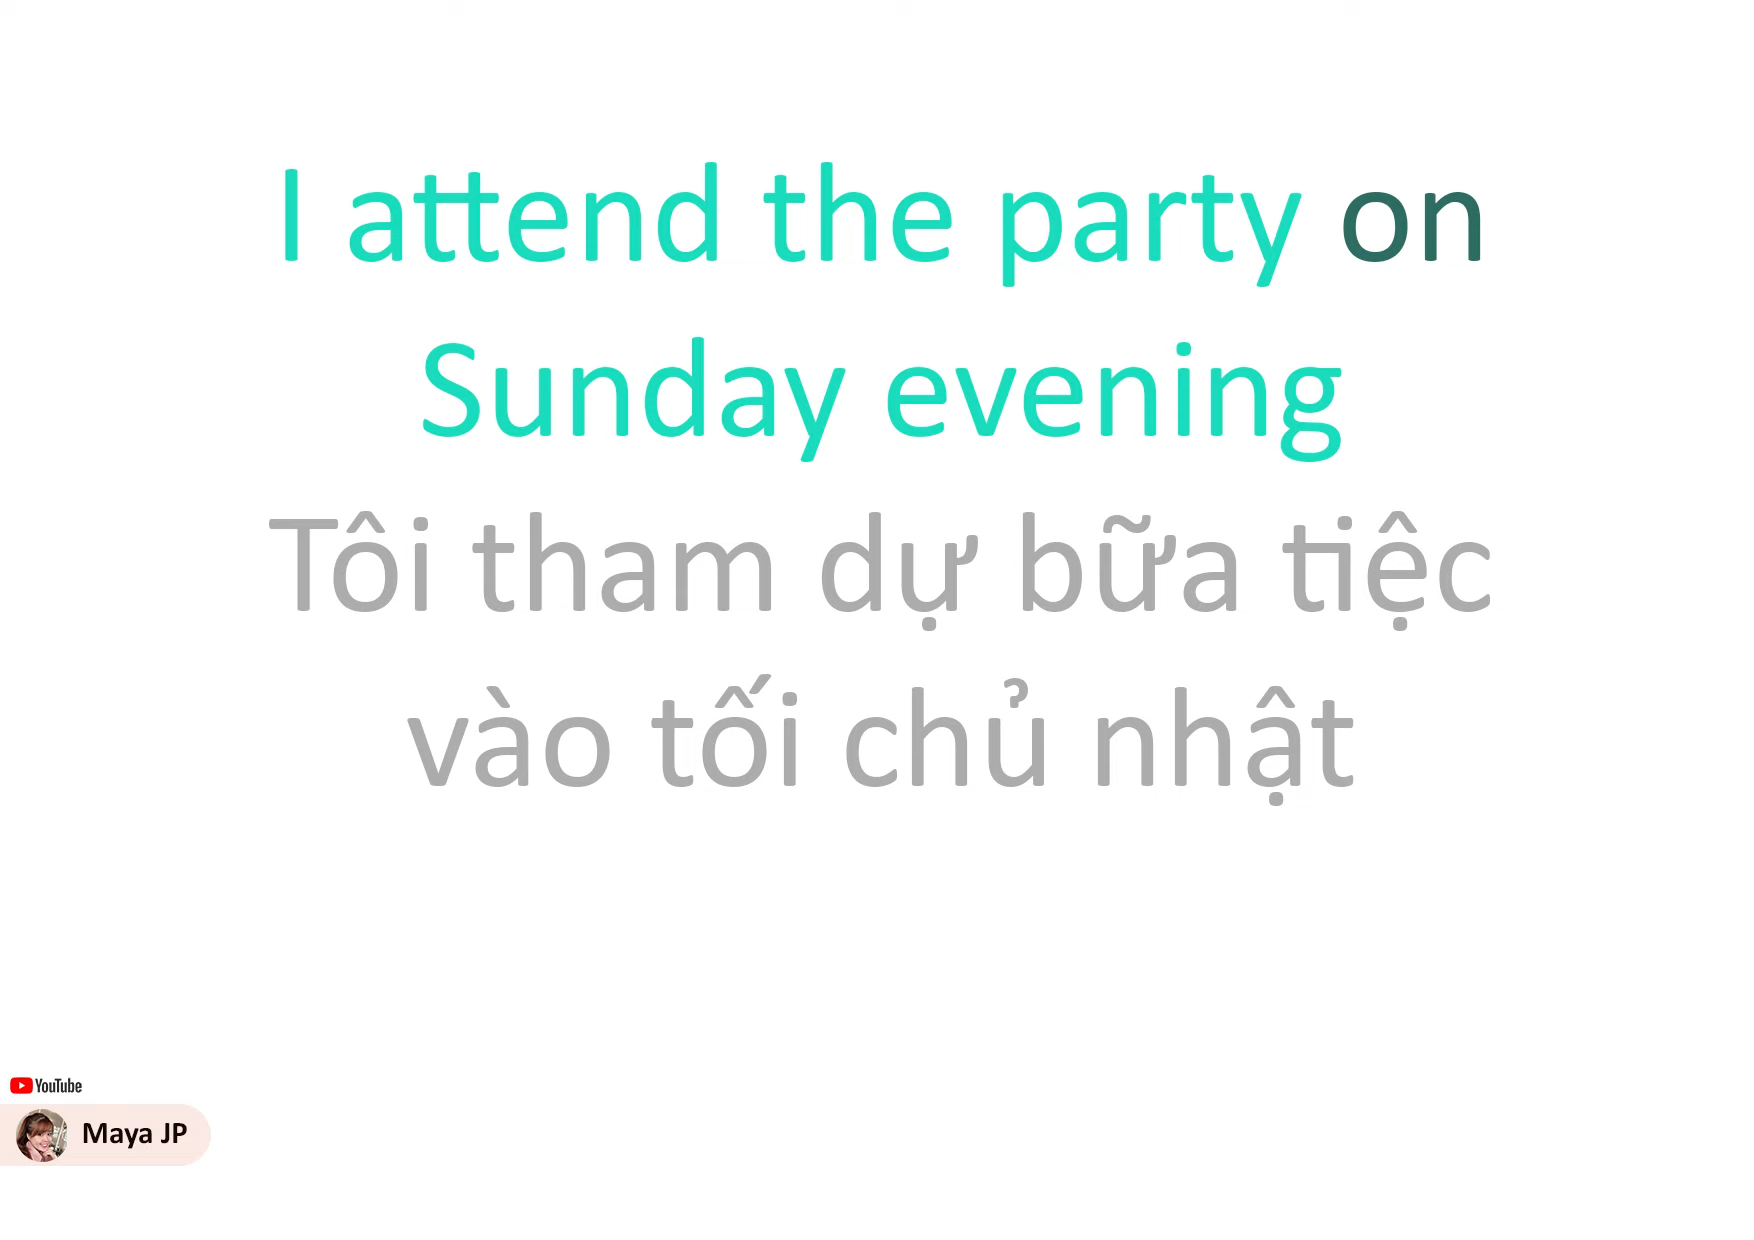 I attend the party on
Sunday evening
Tôi tham dự bữa tiệc
vào tối chủ nhật
YouTube
Maya JP